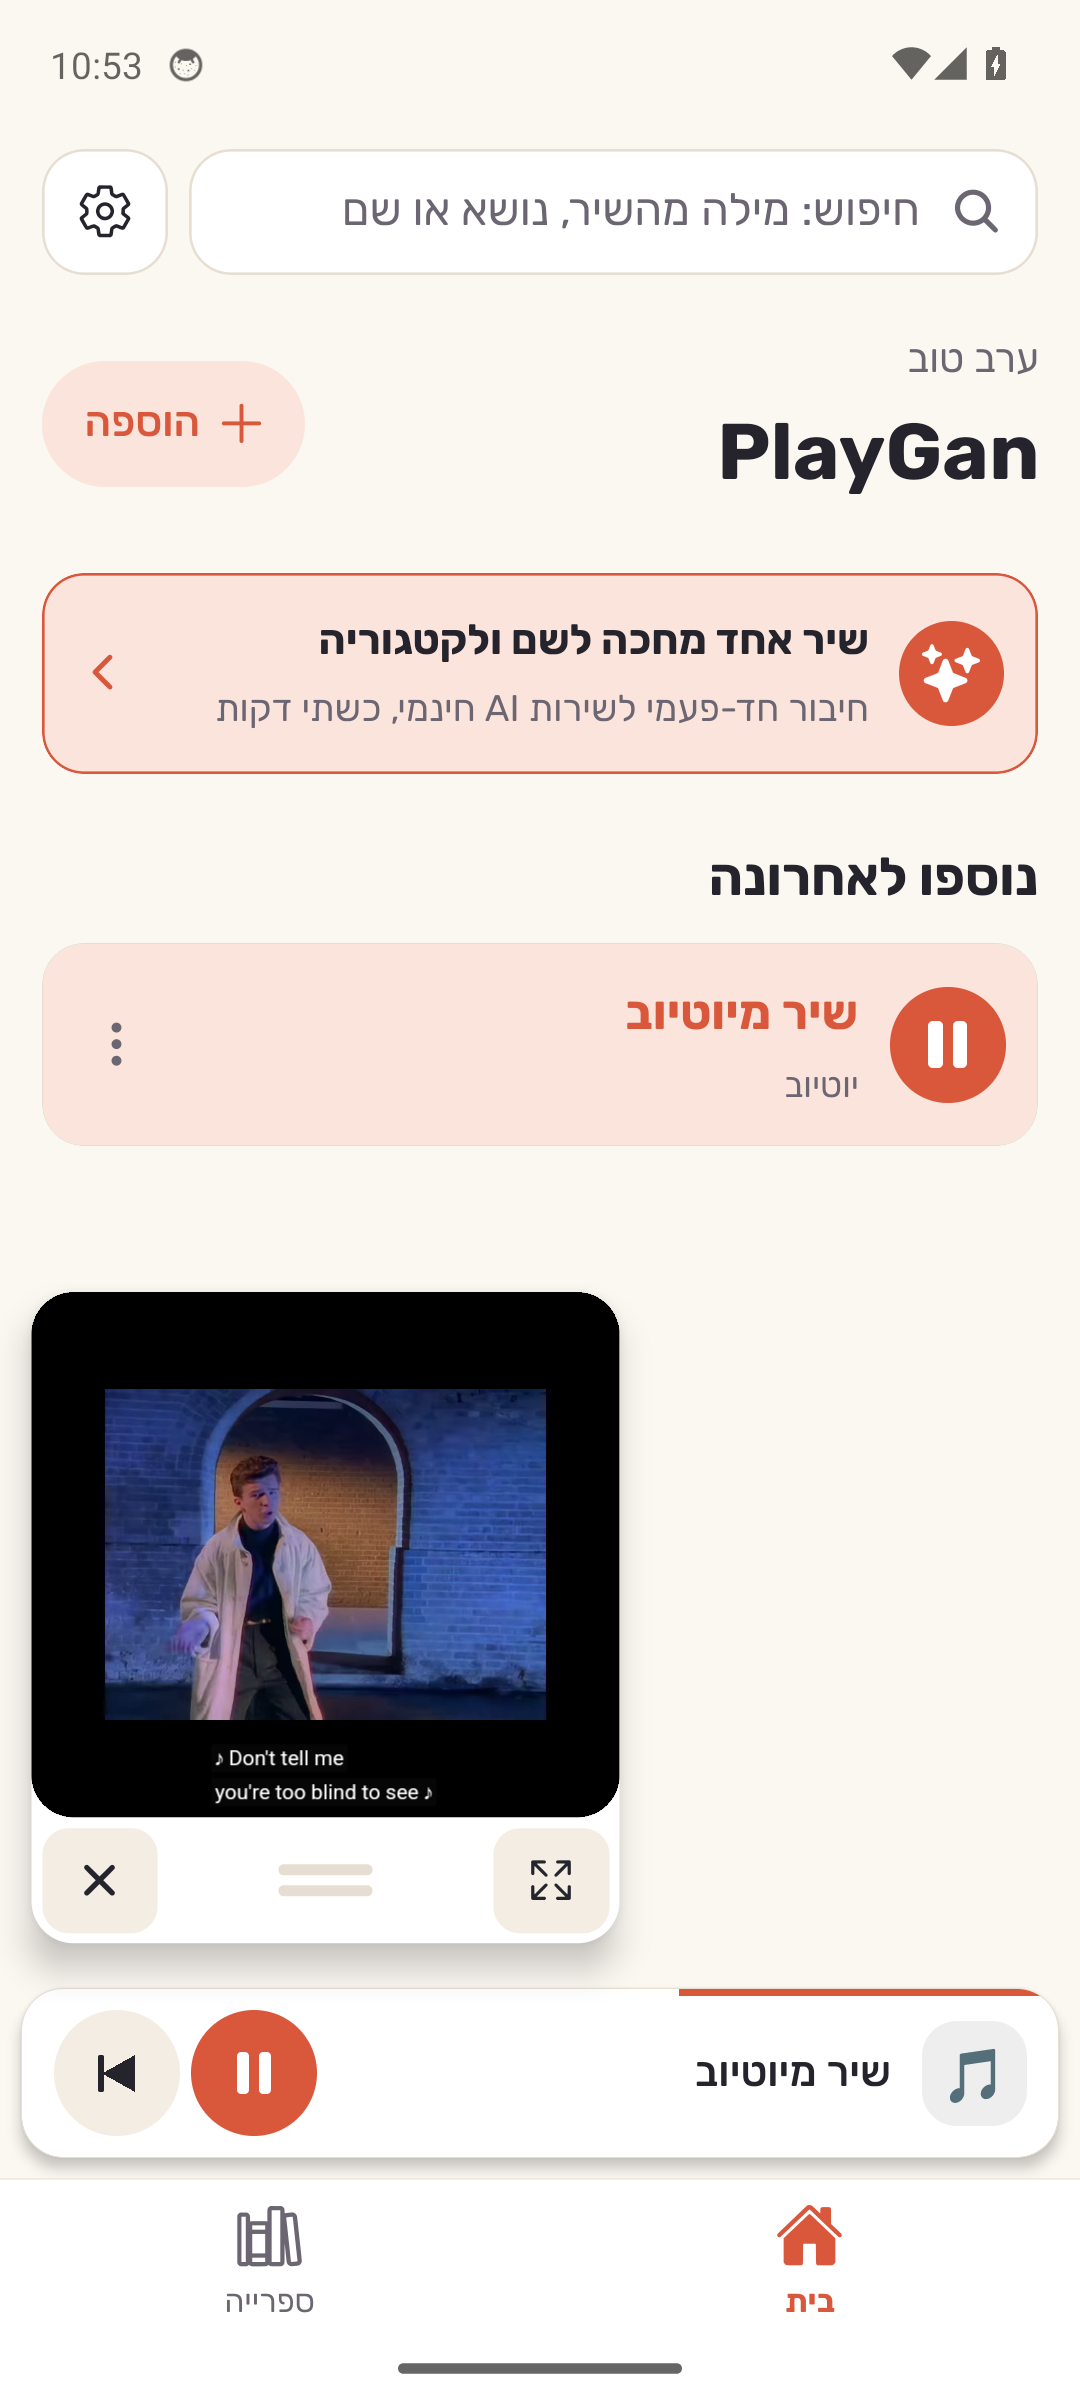 10:53
חיפוש: מילה מהשיר, נושא או שם
ערב טוב
PlayGan
הוספה
שיר אחד מחכה לשם ולקטגוריה
חיבור חד-פעמי לשירות AI חינמי, כשתי דקות
נוספו לאחרונה
שיר מיוטיוב
יוטיוב
♪ Don't tell me
you're too blind to see ♪
שיר מיוטיוב
בית
ספרייה